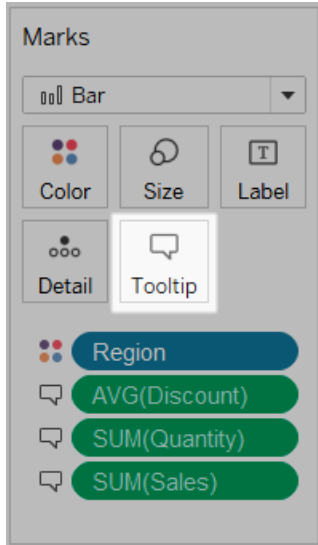 Marks
Bar
Color Size Label
Detail Tooltip
Region
AVG(Discount)
SUM(Quantity)
SUM(Sales)